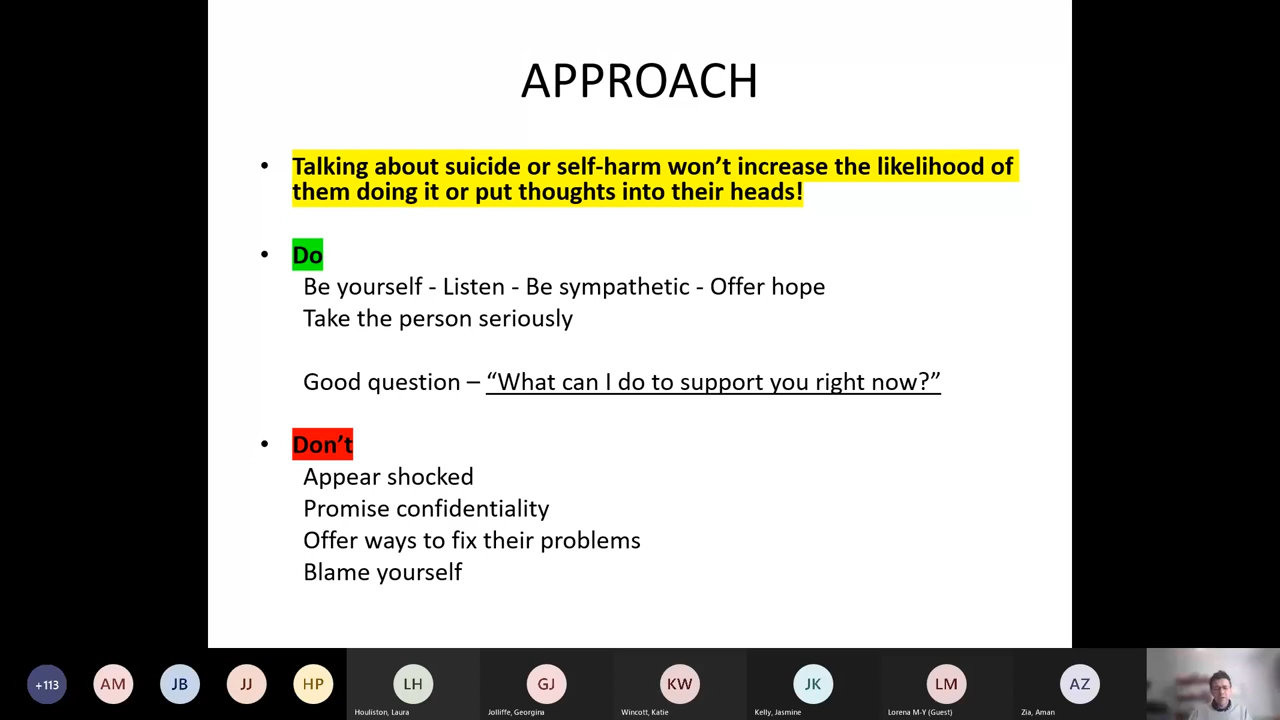 APPROACH
• Talking about suicide or self-harm won’t increase the likelihood of
them doing it or put thoughts into their heads!
• Do
Be yourself - Listen - Be sympathetic - Offer hope
Take the person seriously
Good question – “What can I do to support you right now?”
• Don’t
Appear shocked
Promise confidentiality
Offer ways to fix their problems
Blame yourself
+113 AM JB JJ HP LH GJ KW JK LM AZ
Houliston, Laura Jolliffe, Georgina Wincott, Katie Kelly, Jasmine Lorena M-Y (Guest) Zia, Aman